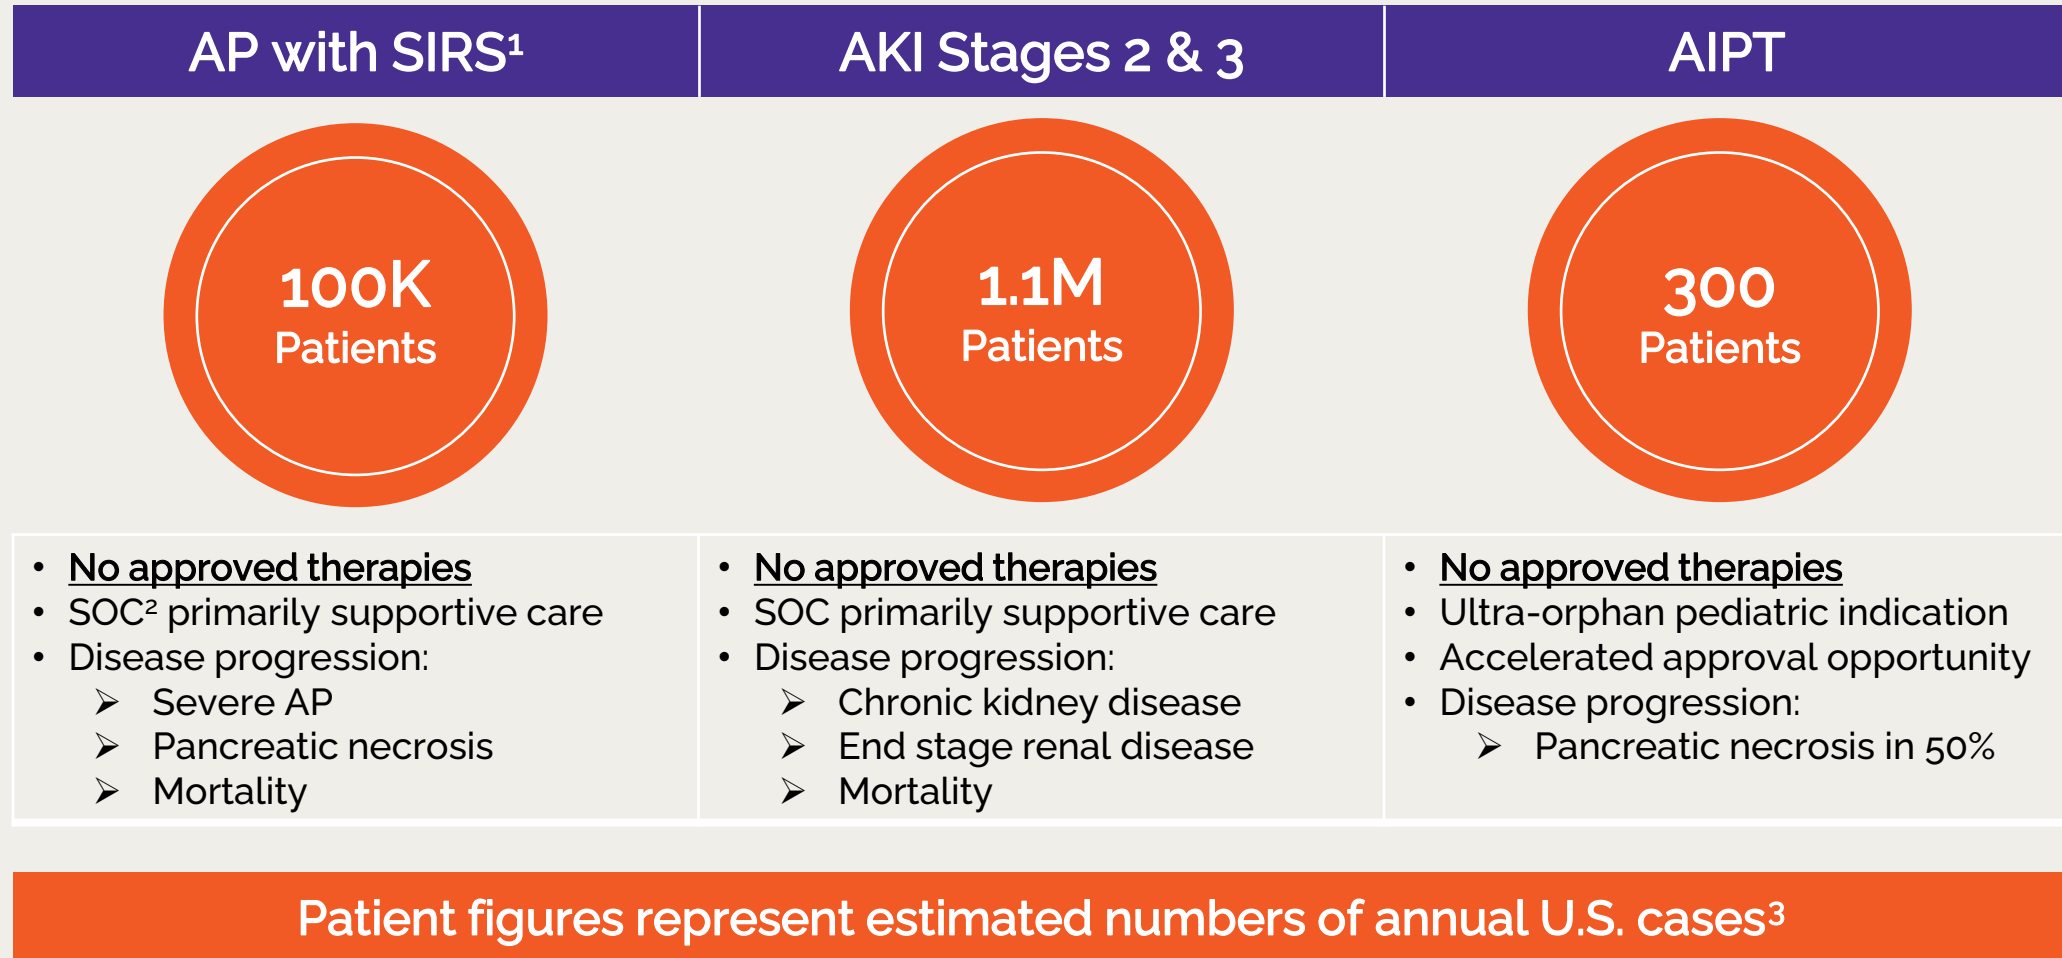 AP with SIRS¹
AKI Stages 2 & 3
AIPT
100K
Patients
1.1M
Patients
300
Patients
• No approved therapies
• SOC² primarily supportive care
• Disease progression:
➢ Severe AP
➢ Pancreatic necrosis
➢ Mortality
• No approved therapies
• SOC primarily supportive care
• Disease progression:
➢ Chronic kidney disease
➢ End stage renal disease
➢ Mortality
• No approved therapies
• Ultra-orphan pediatric indication
• Accelerated approval opportunity
• Disease progression:
➢ Pancreatic necrosis in 50%
Patient figures represent estimated numbers of annual U.S. cases³